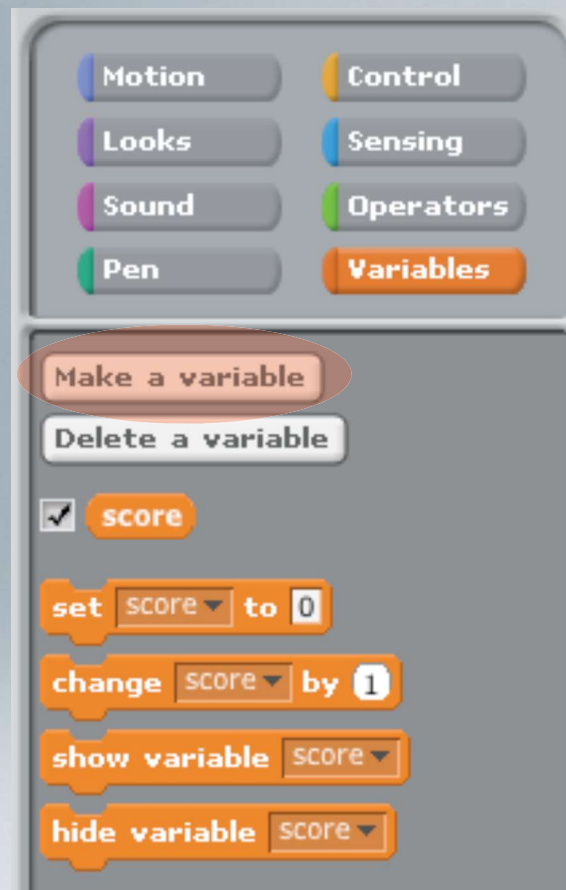 Motion Control
Looks Sensing
Sound Operators
Pen Variables
Make a variable
Delete a variable
score
set score to 0
change score by 1
show variable score
hide variable score